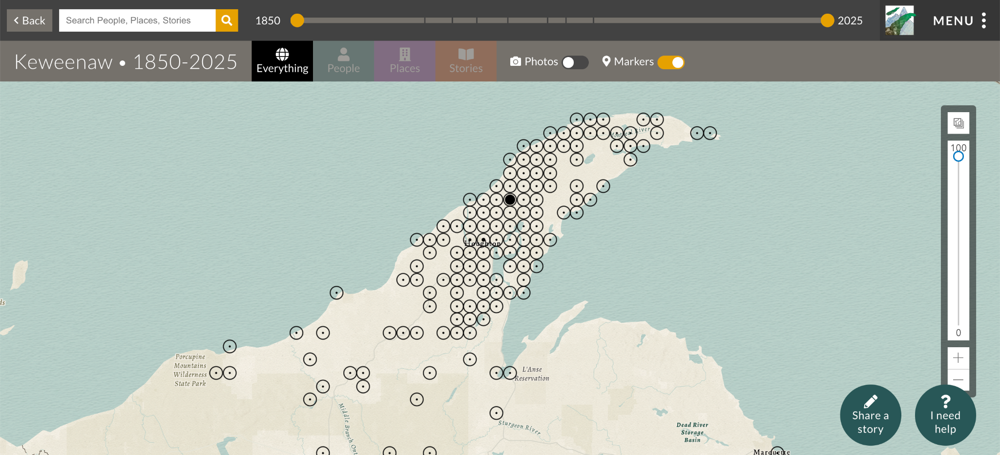 Back
Search People, Places, Stories
1850
2025
MENU
Keweenaw • 1850-2025
Everything
People
Places
Stories
Photos
Markers
Montreal River
100
Houghton
ds
0
Porcupine
Mountains
Wilderness
State Park
L'Anse
Reservation
Middle Branch Ont
Sturgeon River
Dead River
Storage
Basin
Share a
story
I need
help
Marquette